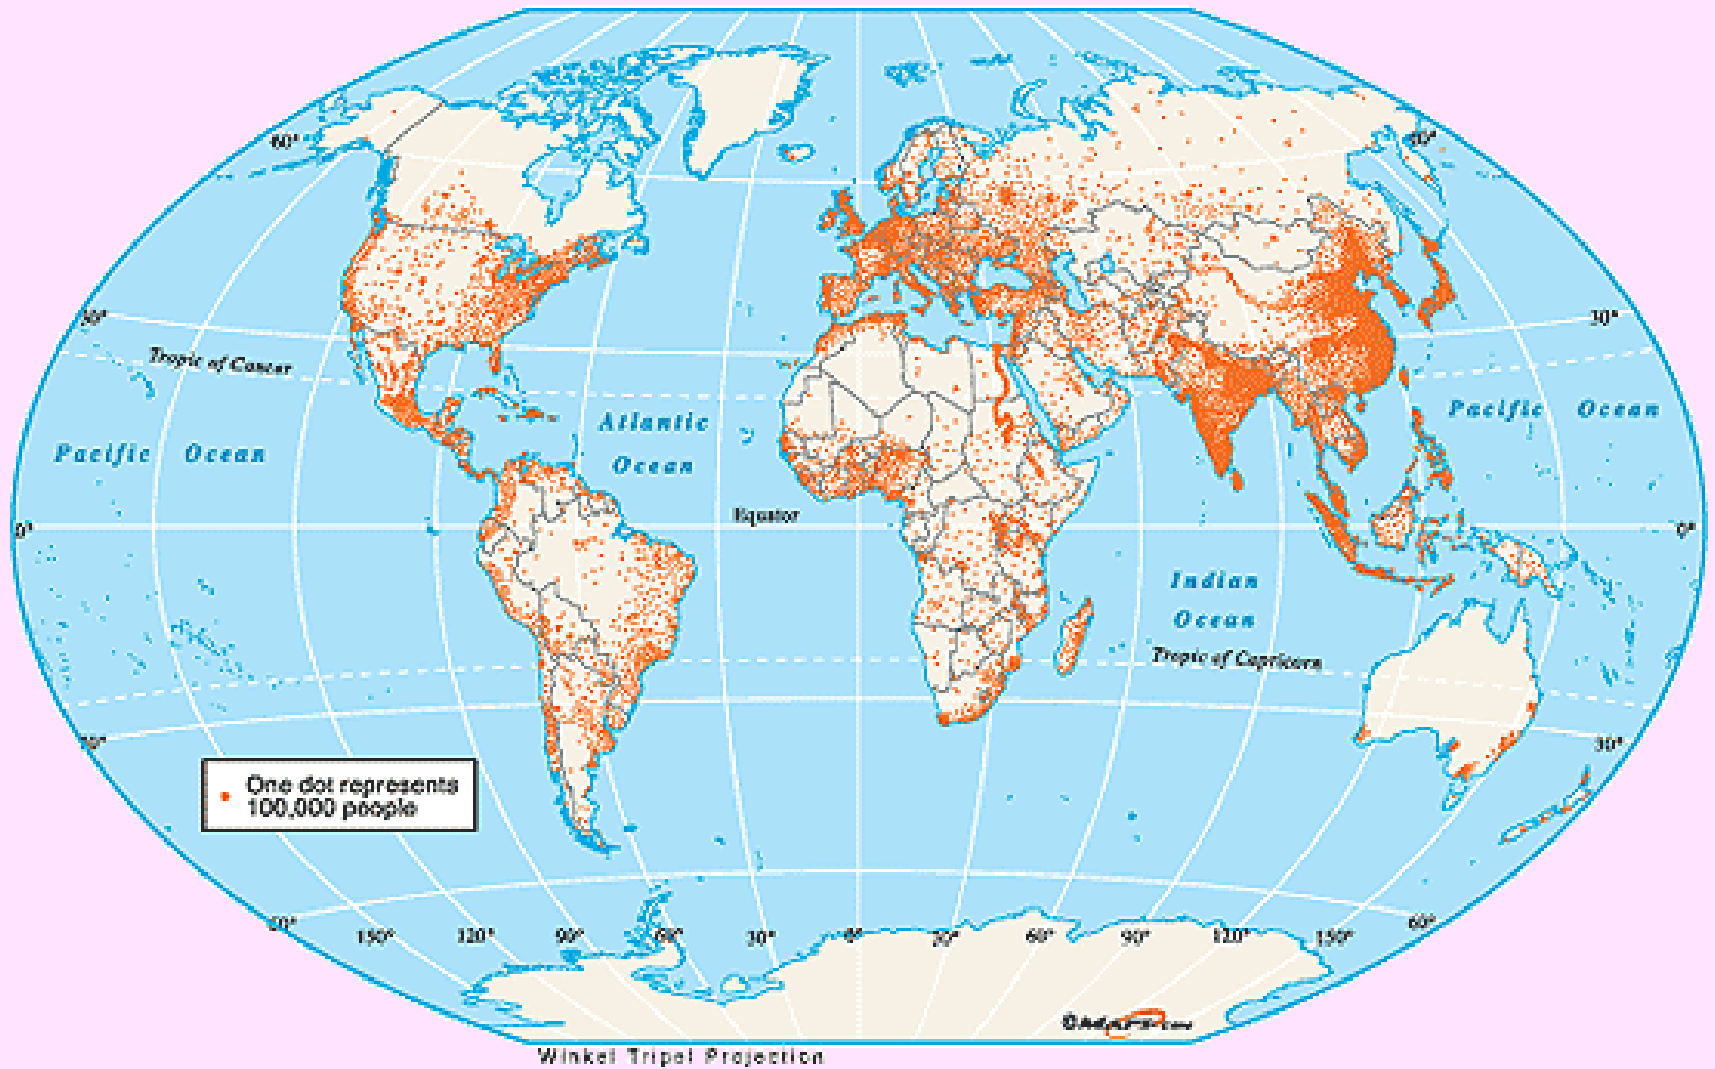 60°
60°
30°
30°
Tropic of Cancer
Atlantic
Ocean
Pacific Ocean
Pacific Ocean
Equator
0°
0°
Indian
Ocean
Tropic of Capricorn
30°
30°
One dot represents
100,000 people
60°
60°
150° 120° 90° 60° 30° 0° 30° 60° 90° 120° 150°
Winkel Tripel Projection